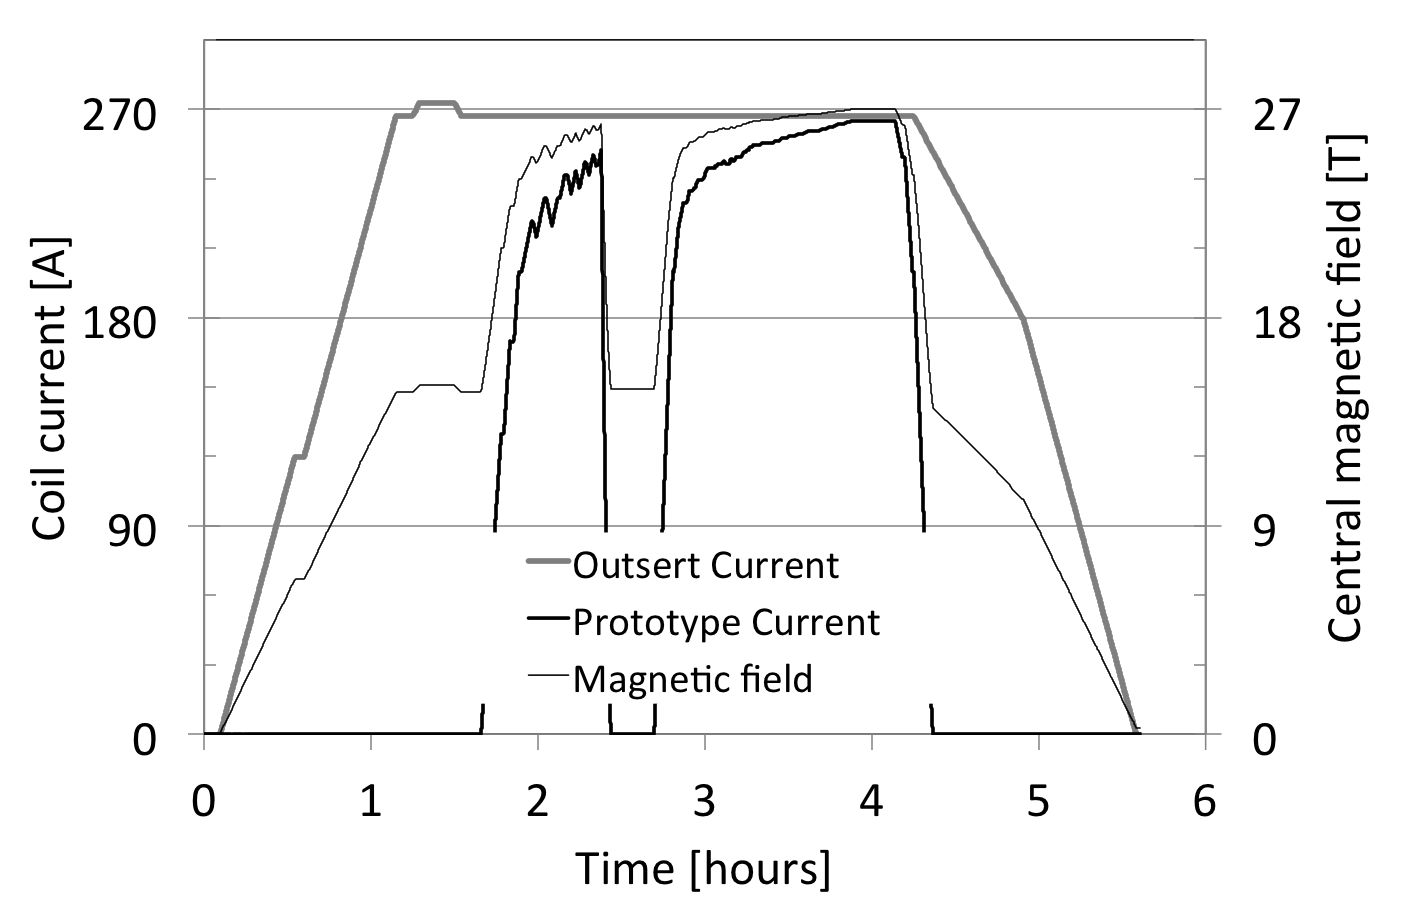 270
180
90
0
Coil current [A]
27
18
9
0
Central magnetic field [T]
Outsert Current
Prototype Current
Magnetic field
0 1 2 3 4 5 6
Time [hours]